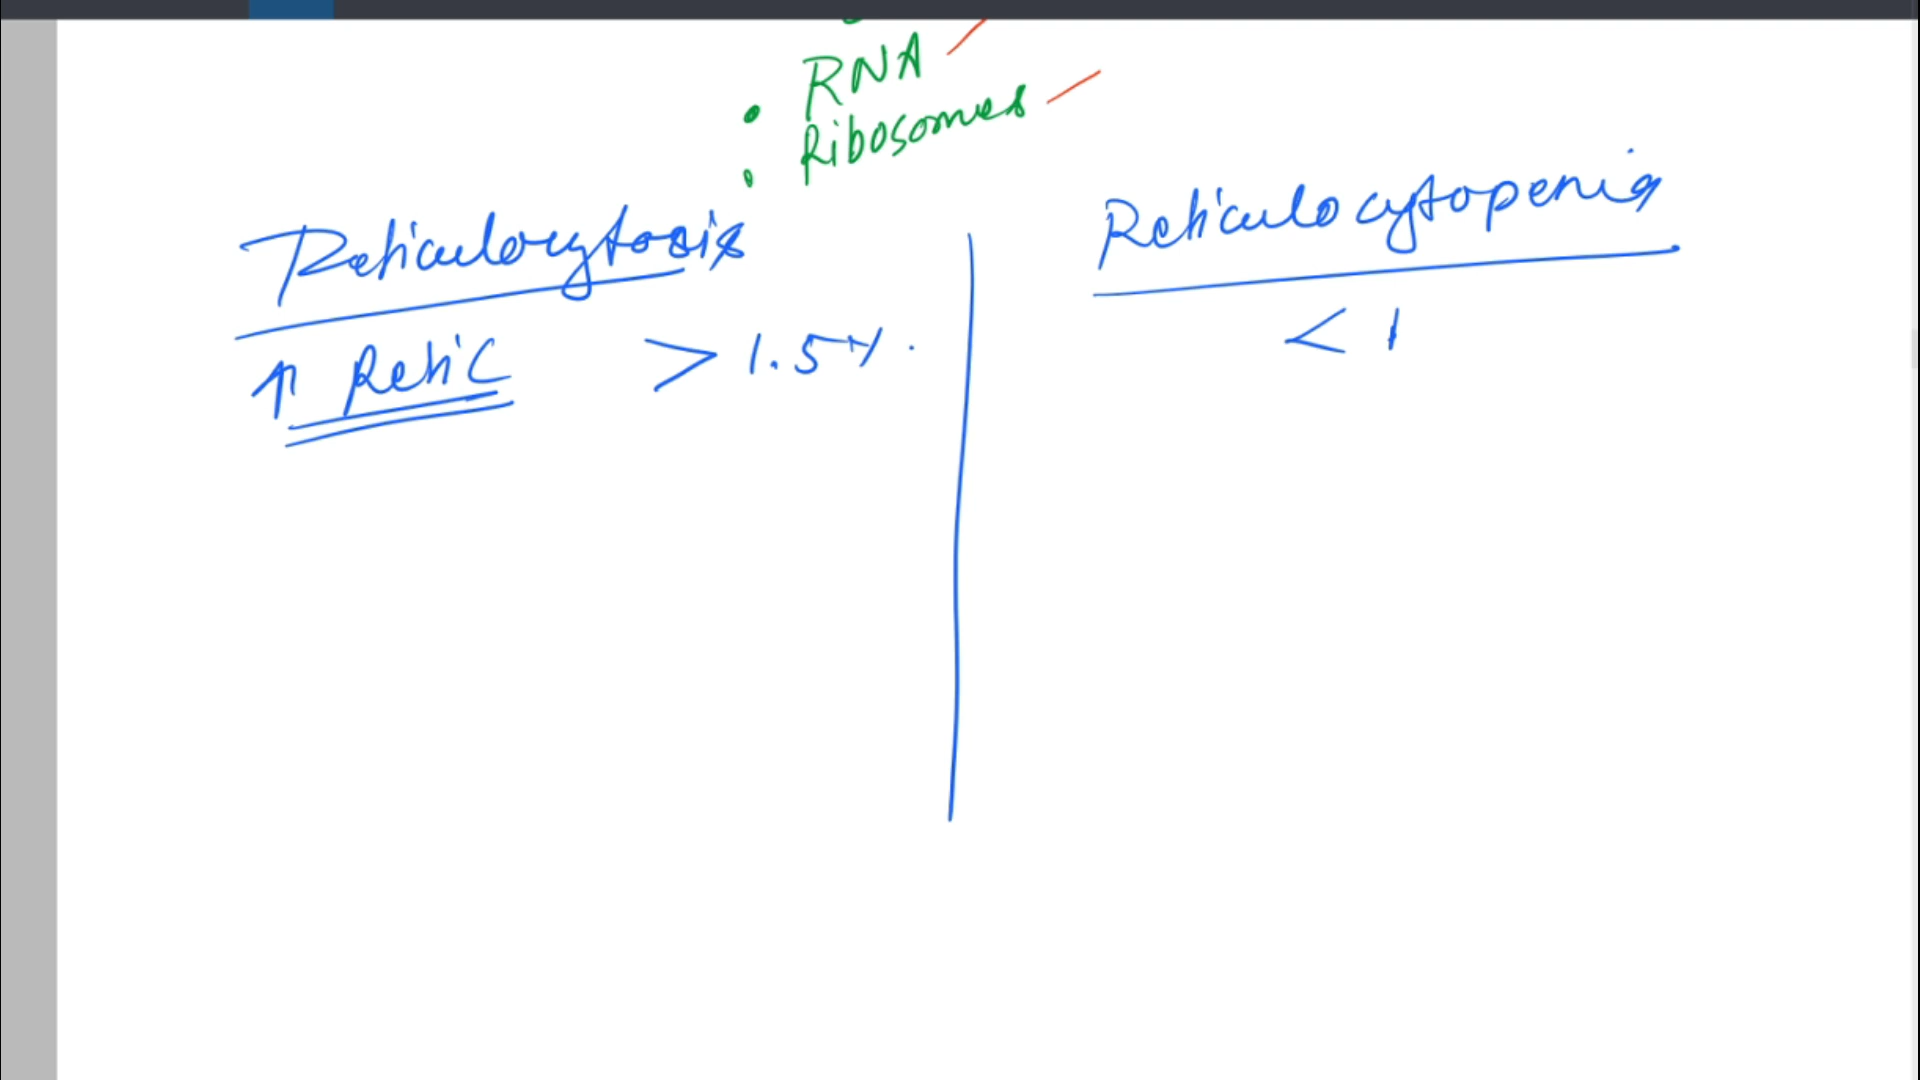 • RNA
• Ribosomes
Reticulocytosis
↑ Retic > 1.5%.
Reticulocytopenia
< 1